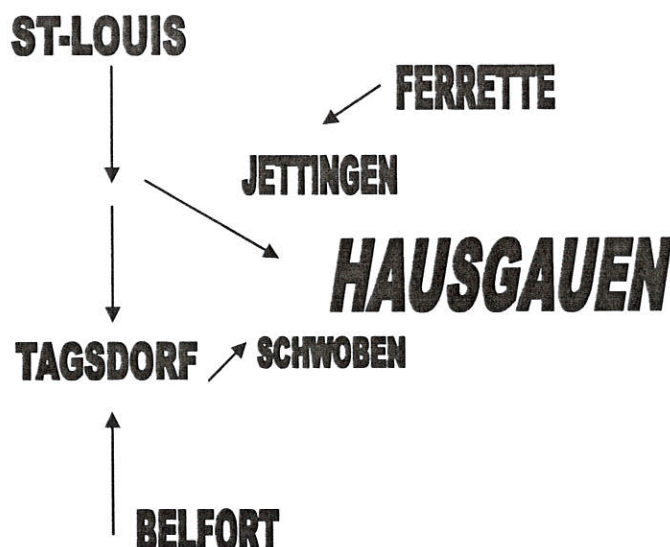 ST-LOUIS
FERRETTE
JETTINGEN
HAUSGAUEN
TAGSDORF
SCHWOBEN
BELFORT